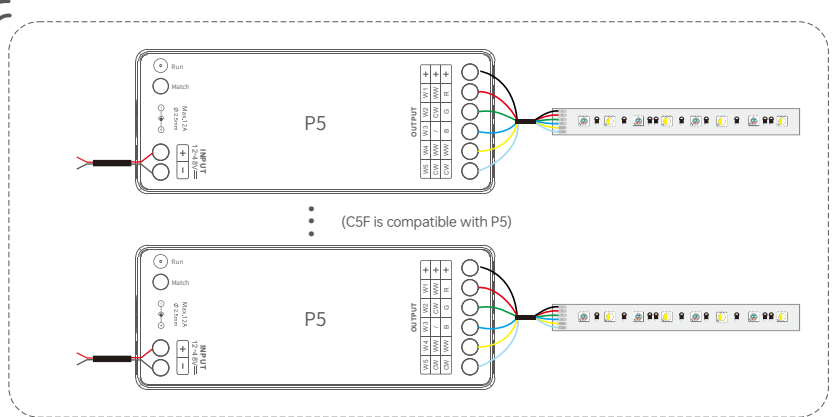 Run
Match
Max.12A
Ø 2.5mm
+
−
INPUT
12-48V
P5
OUTPUT
+ + +
W1 WW R
W2 CW G
W3 / B
W4 WW WW
W5 CW CW
(C5F is compatible with P5)
Run
Match
Max.12A
Ø 2.5mm
+
−
INPUT
12-48V
P5
OUTPUT
+ + +
W1 WW R
W2 CW G
W3 / B
W4 WW WW
W5 CW CW